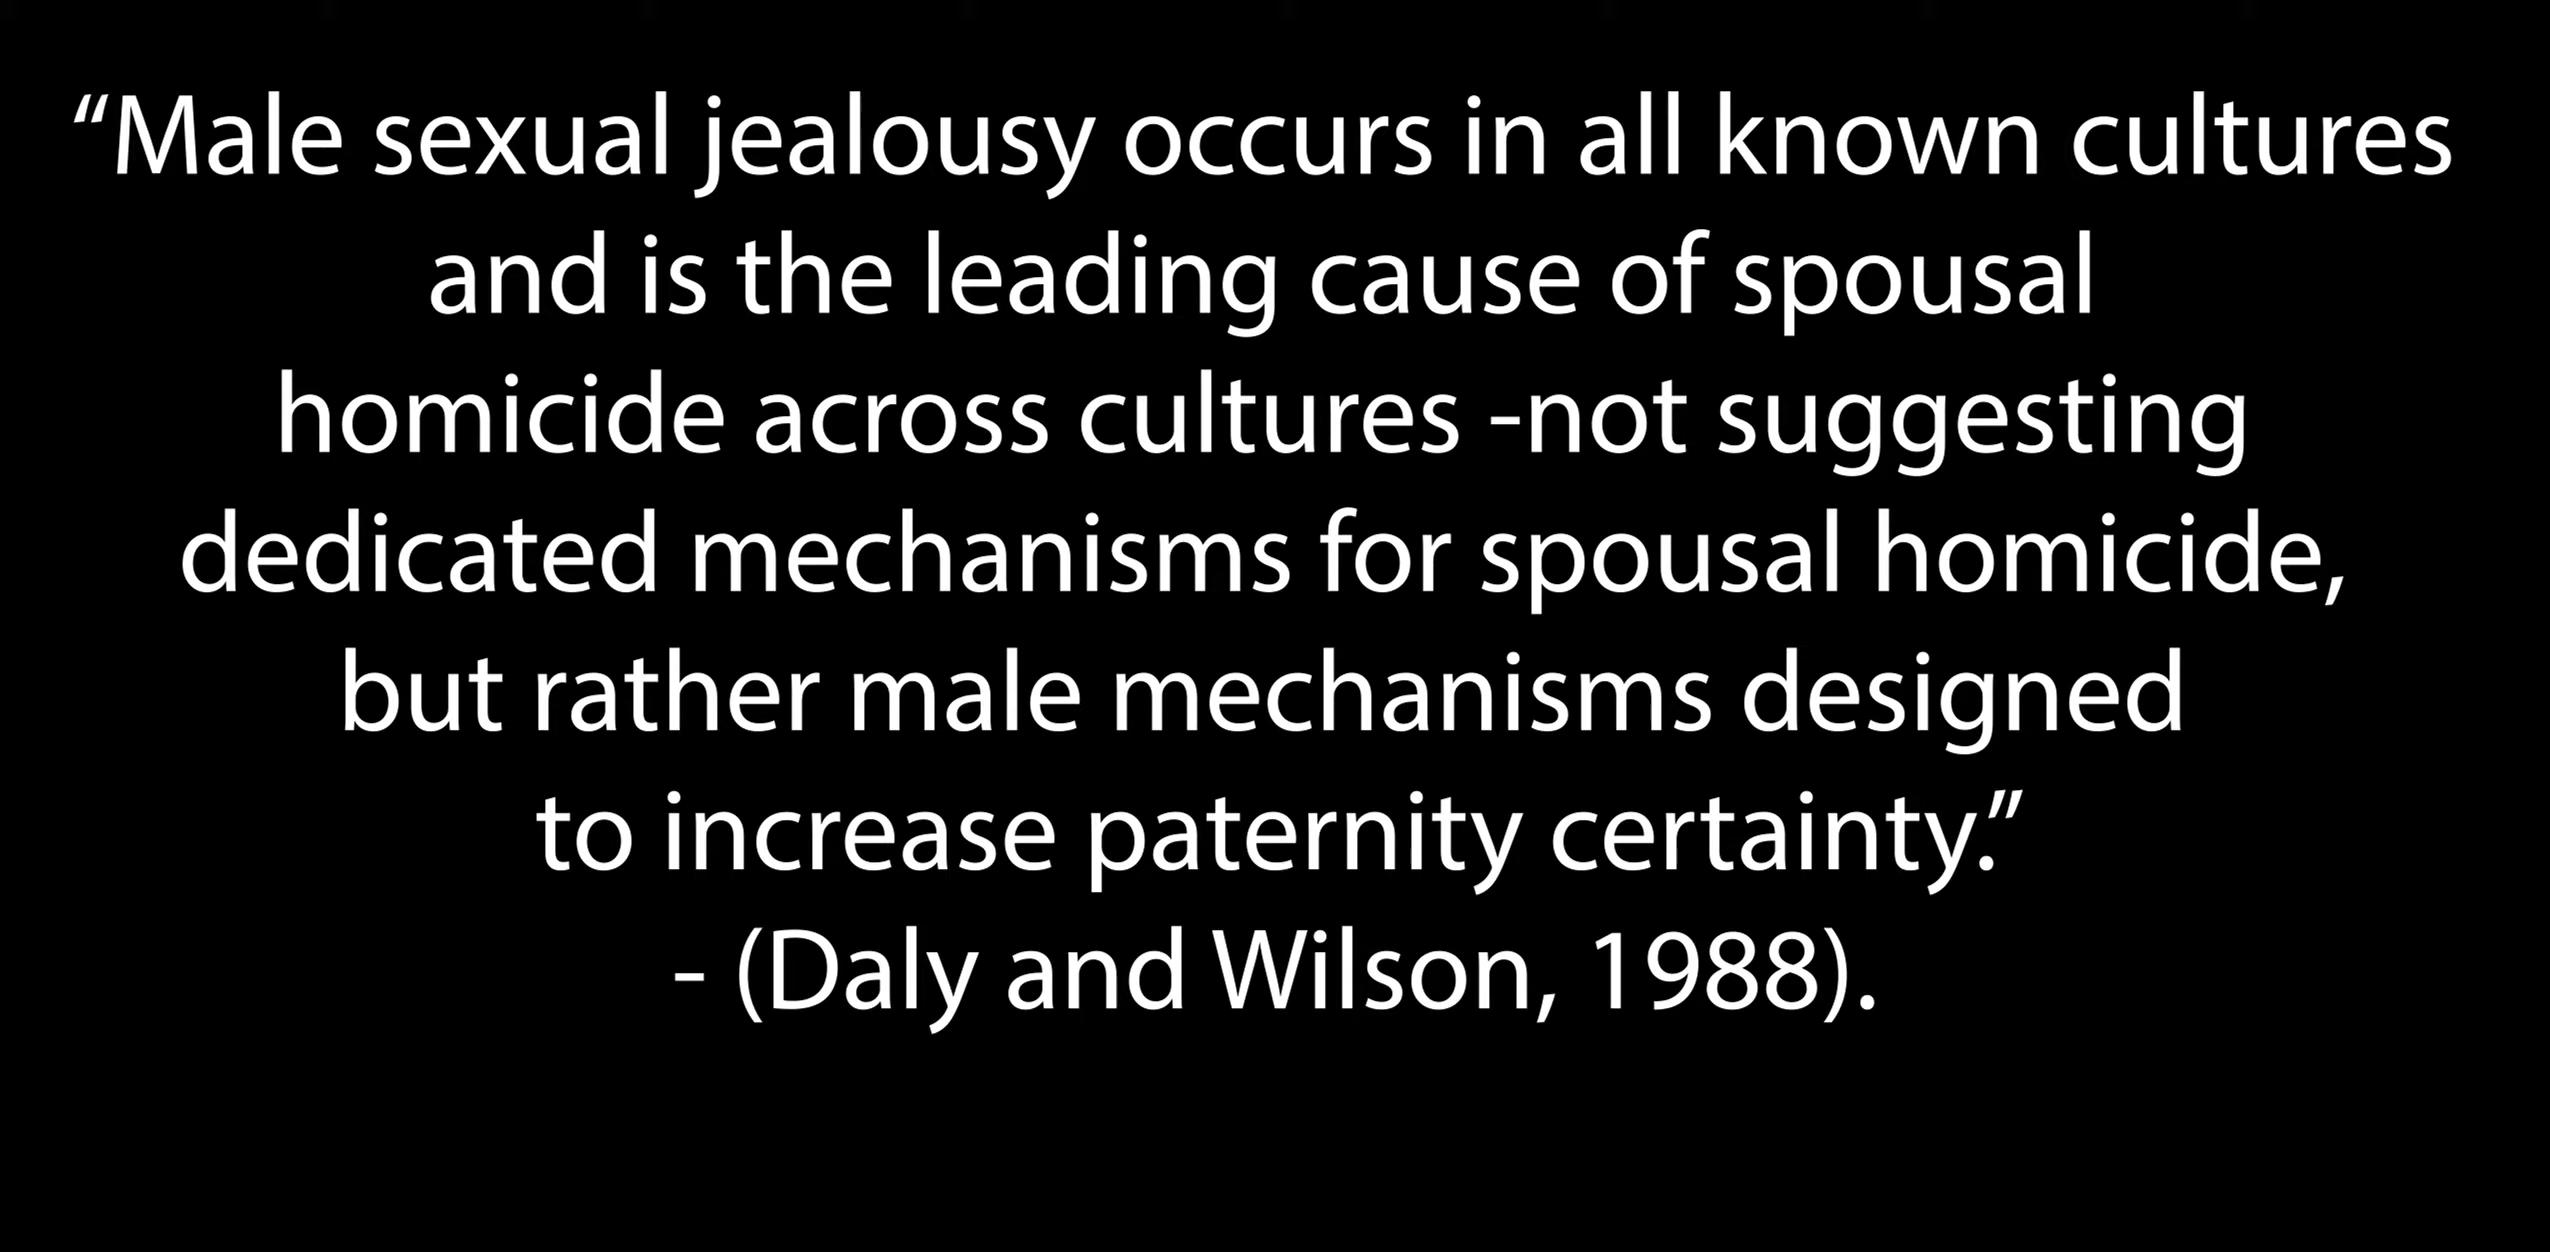 “Male sexual jealousy occurs in all known cultures
and is the leading cause of spousal
homicide across cultures -not suggesting
dedicated mechanisms for spousal homicide,
but rather male mechanisms designed
to increase paternity certainty.”
- (Daly and Wilson, 1988).